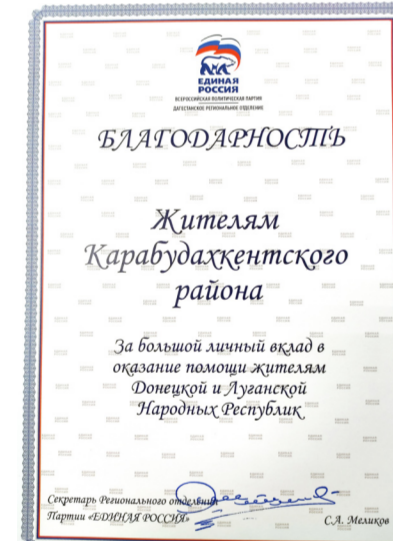 ЕДИНАЯ
РОССИЯ
ВСЕРОССИЙСКАЯ ПОЛИТИЧЕСКАЯ ПАРТИЯ
ДАГЕСТАНСКОЕ РЕГИОНАЛЬНОЕ ОТДЕЛЕНИЕ
БЛАГОДАРНОСТЬ
Жителям
Карабудахкентского
района
За большой личный вклад в
оказание помощи жителям
Донецкой и Луганской
Народных Республик
Секретарь Регионального отделения
Партии «ЕДИНАЯ РОССИЯ»
С.А. Меликов